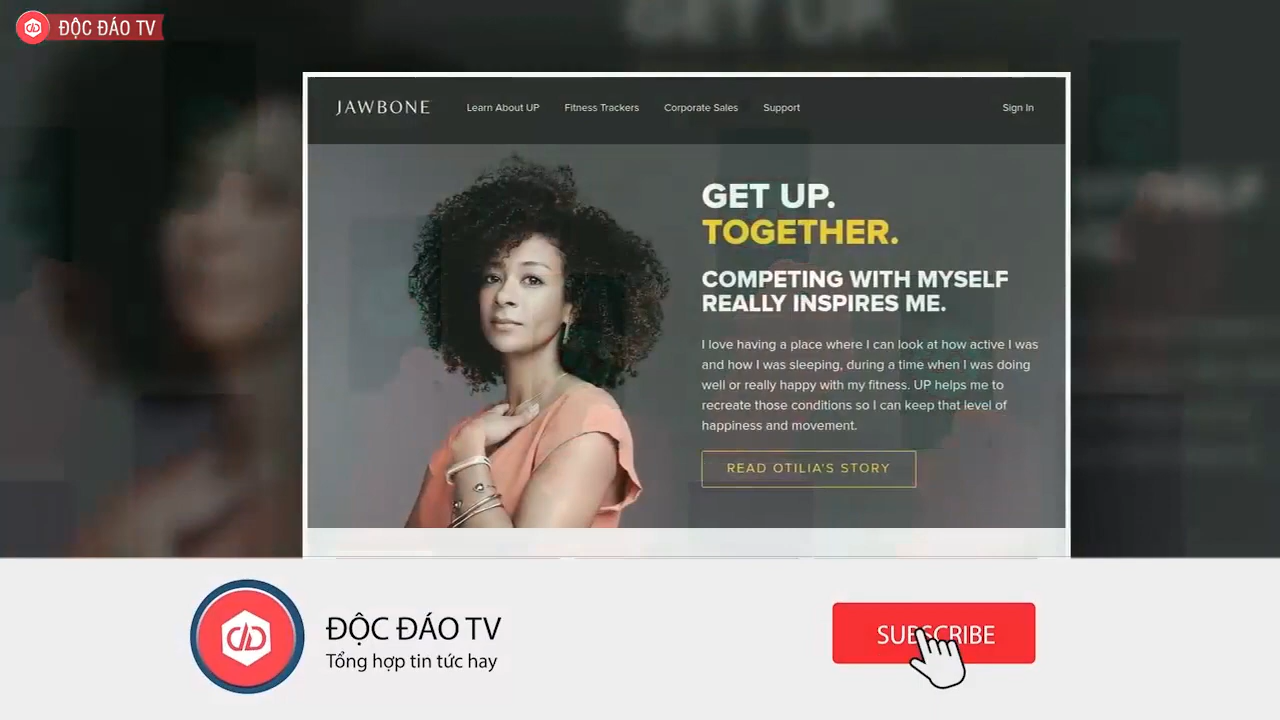 ĐỘC ĐÁO TV
JAWBONE
Learn About UP
Fitness Trackers
Corporate Sales
Support
Sign In
GET UP.
TOGETHER.
COMPETING WITH MYSELF
REALLY INSPIRES ME.
I love having a place where I can look at how active I was
and how I was sleeping, during a time when I was doing
well or really happy with my fitness. UP helps me to
recreate those conditions so I can keep that level of
happiness and movement.
READ OTILIA'S STORY
ĐỘC ĐÁO TV
Tổng hợp tin tức hay
SUBSCRIBE